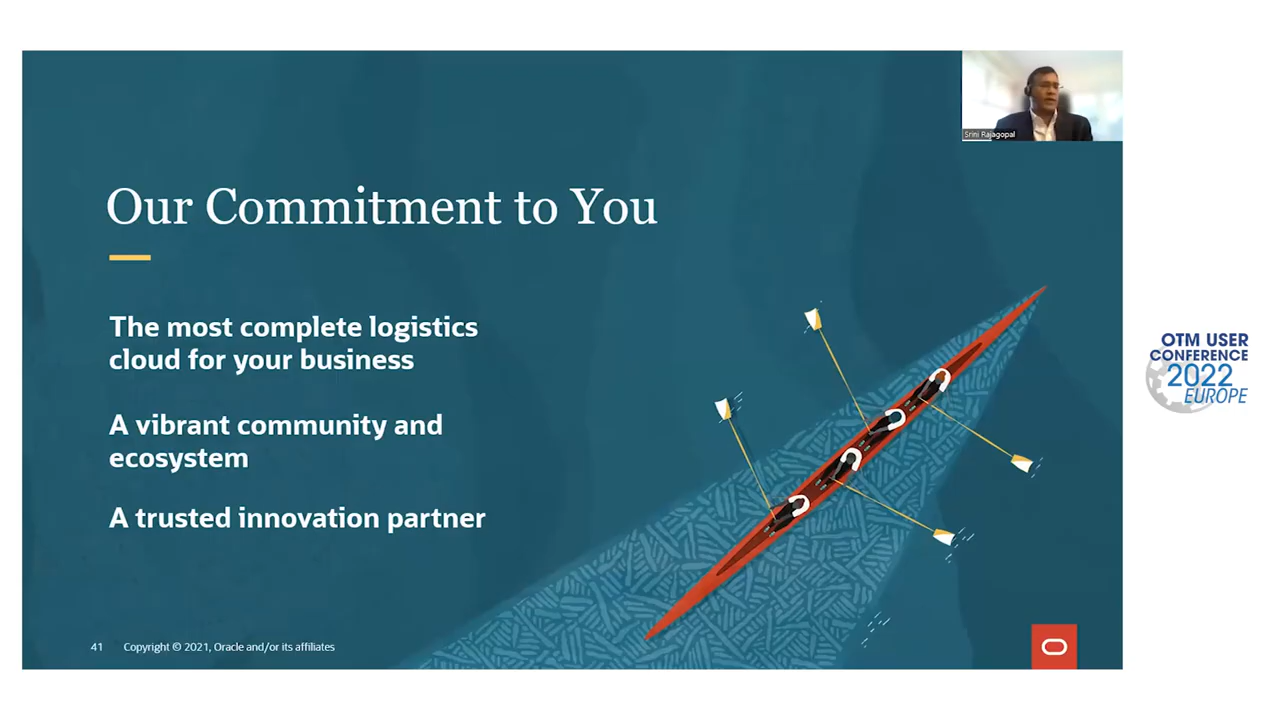 Srini Rajagopal
Our Commitment to You
The most complete logistics
cloud for your business
A vibrant community and
ecosystem
A trusted innovation partner
OTM USER
CONFERENCE
2022
EUROPE
41 Copyright © 2021, Oracle and/or its affiliates